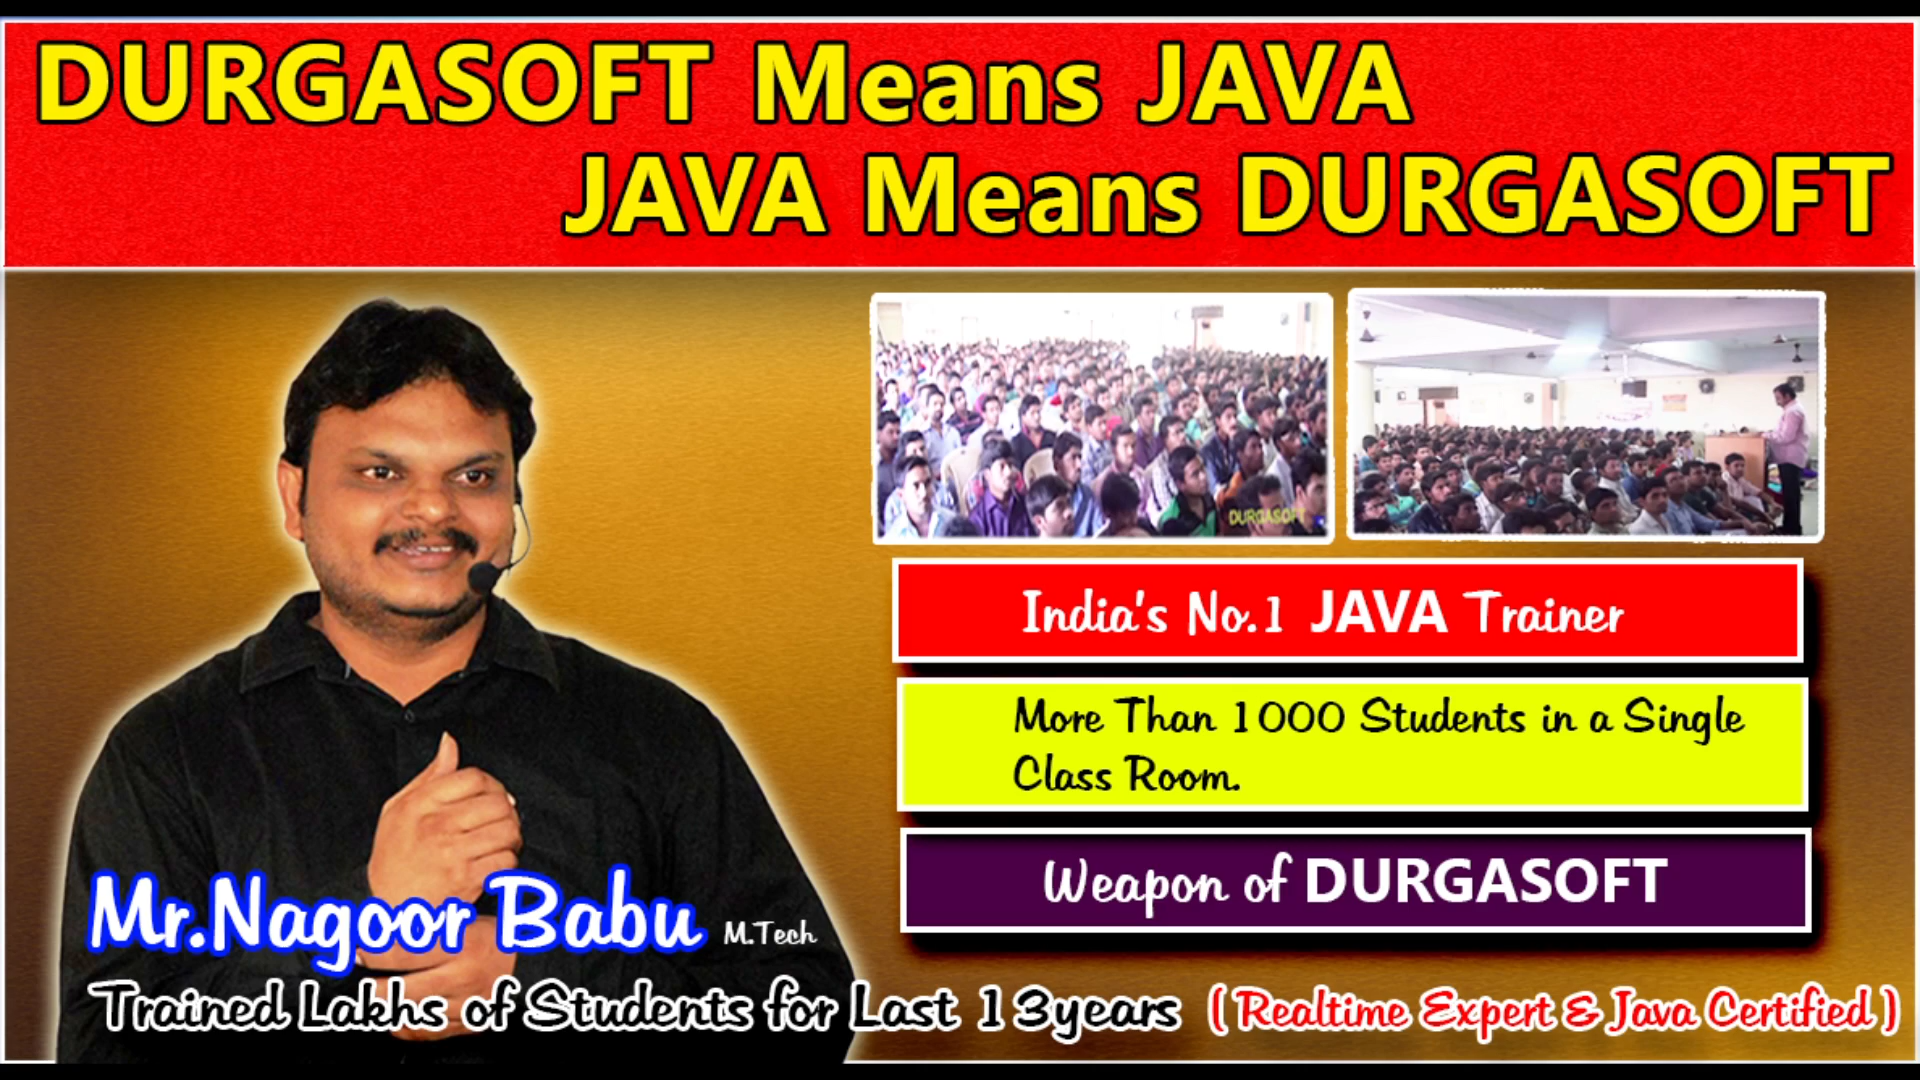 DURGASOFT Means JAVA
JAVA Means DURGASOFT
DURGASOFT
India's No.1 JAVA Trainer
More Than 1000 Students in a Single
Class Room.
Weapon of DURGASOFT
Mr.Nagoor Babu M.Tech
Trained Lakhs of Students for Last 13years ( Realtime Expert & Java Certified )